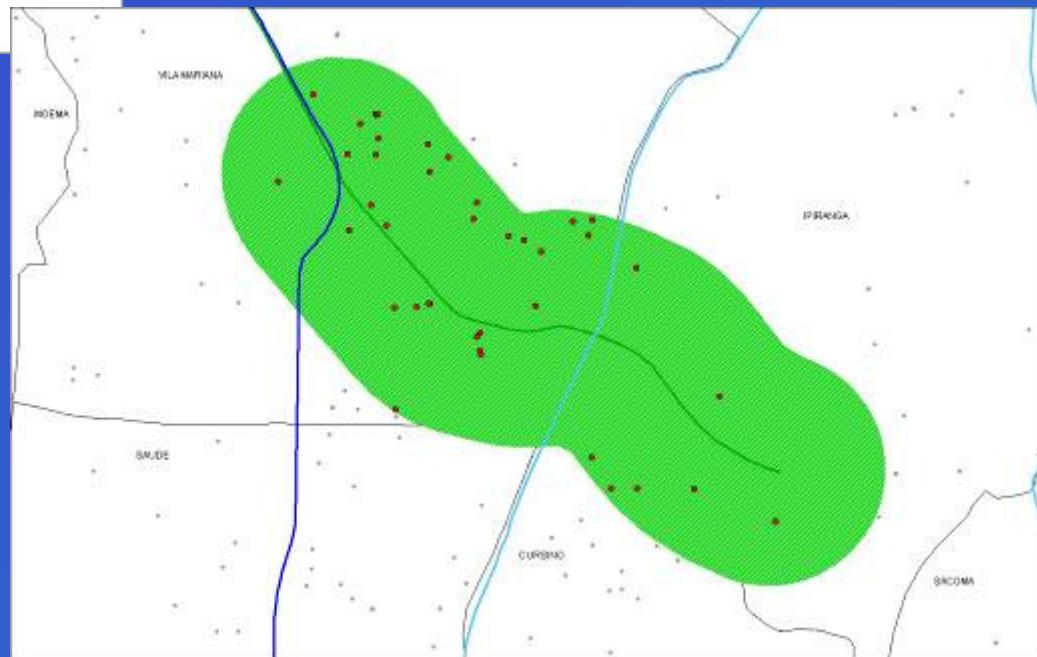 VILA MARIANA
MOEMA
IPIRANGA
SAUDE
CURSINO
SACOMA